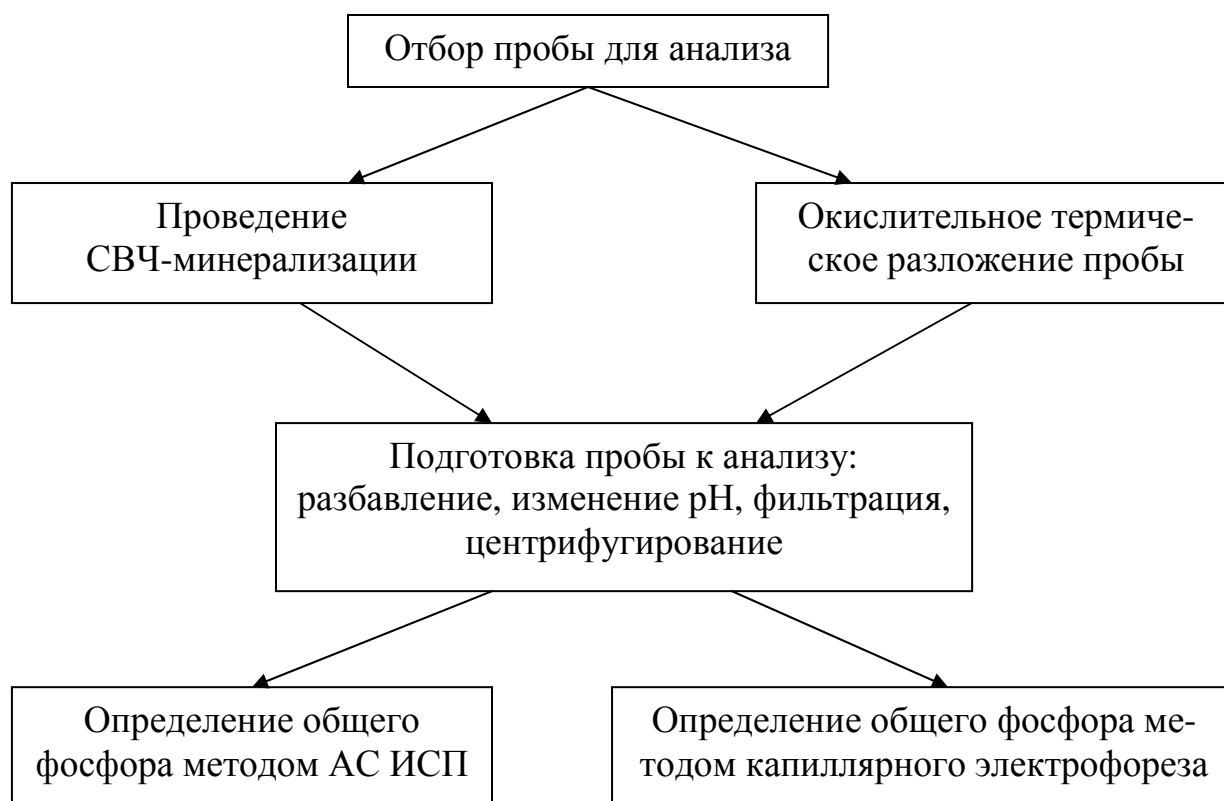 Отбор пробы для анализа
Проведение
СВЧ-минерализации
Окислительное термиче-
ское разложение пробы
Подготовка пробы к анализу:
разбавление, изменение pH, фильтрация,
центрифугирование
Определение общего
фосфора методом АС ИСП
Определение общего фосфора ме-
тодом капиллярного электрофореза